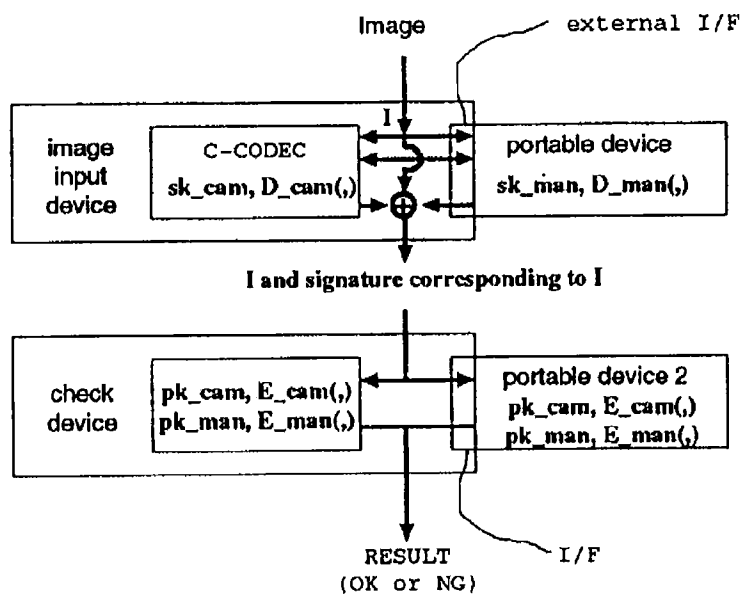 Image
external I/F
I
image
input
device
C-CODEC
sk_cam, D_cam(,)
portable device
sk_man, D_man(,)
I and signature corresponding to I
check
device
pk_cam, E_cam(,)
pk_man, E_man(,)
portable device 2
pk_cam, E_cam(,)
pk_man, E_man(,)
RESULT
(OK or NG)
I/F